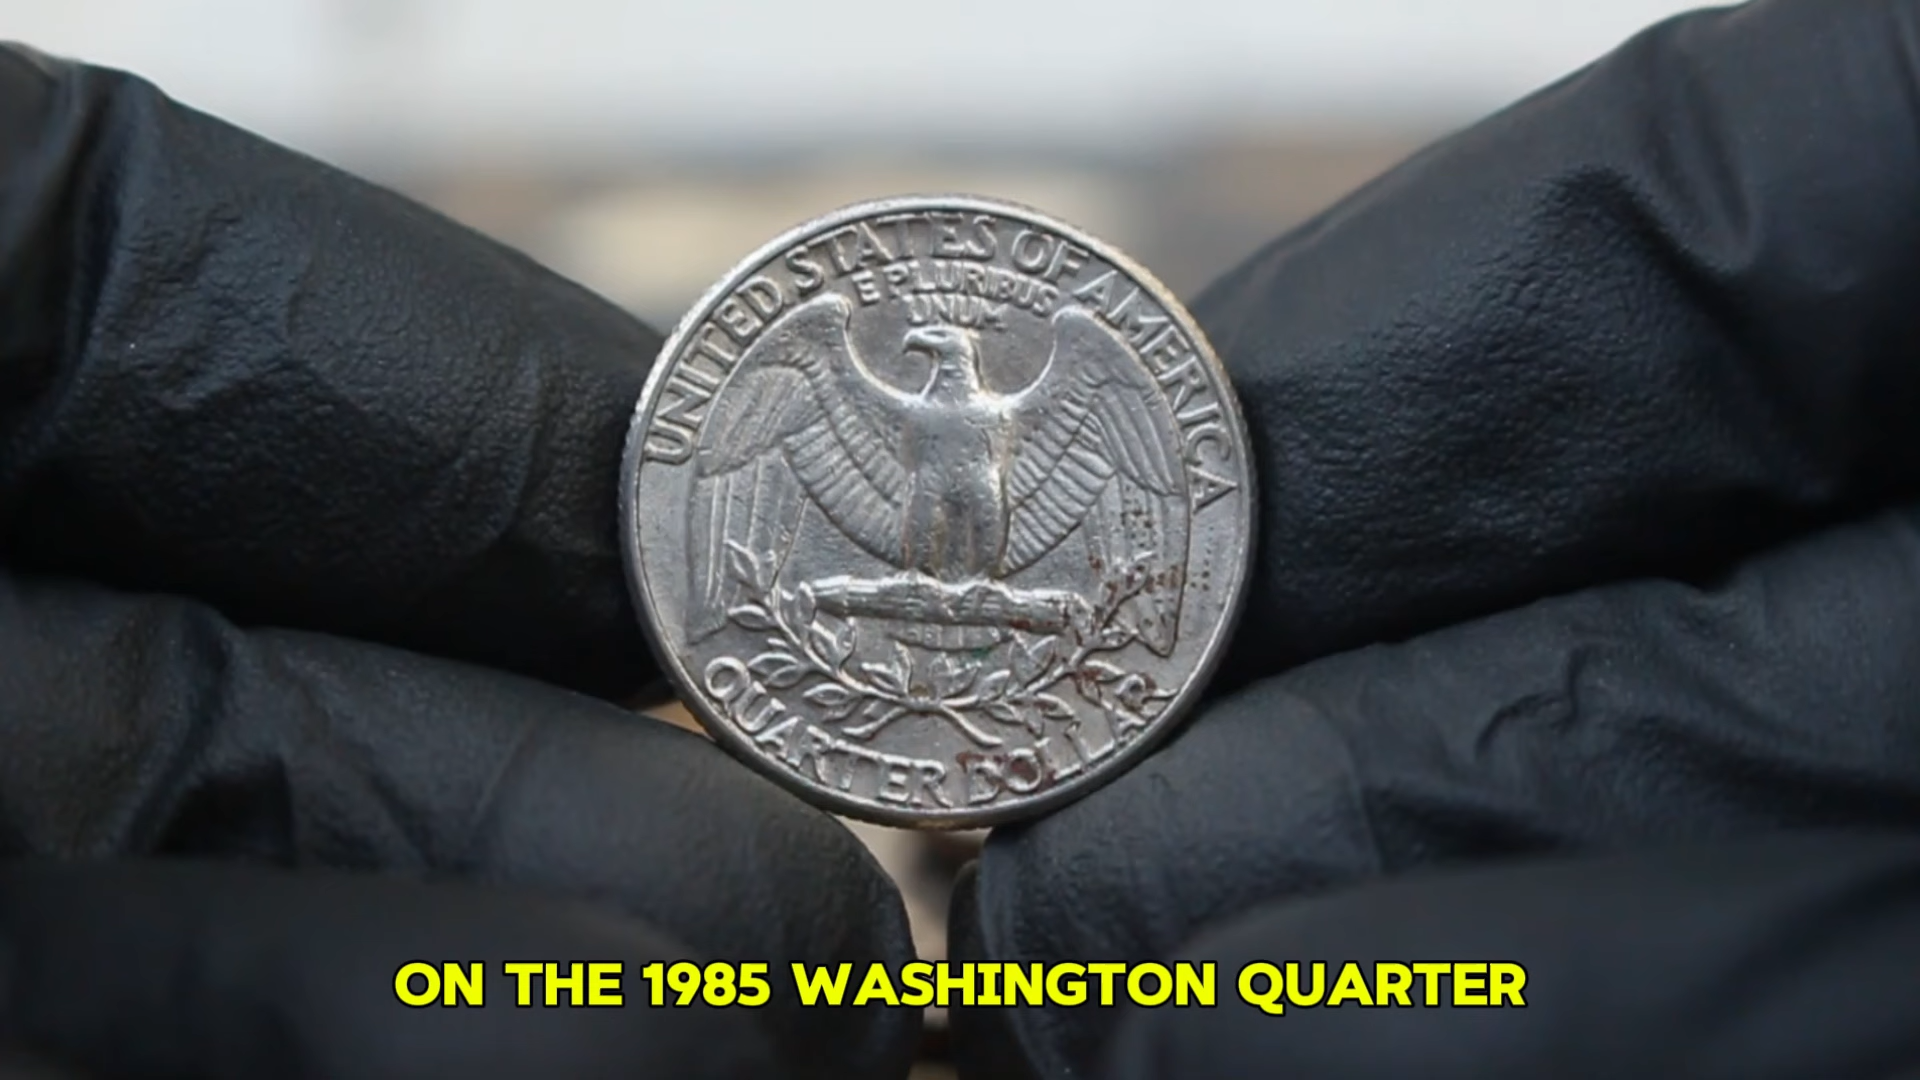 UNITED STATES OF AMERICA
E PLURIBUS
UNUM
QUARTER DOLLAR
ON THE 1985 WASHINGTON QUARTER